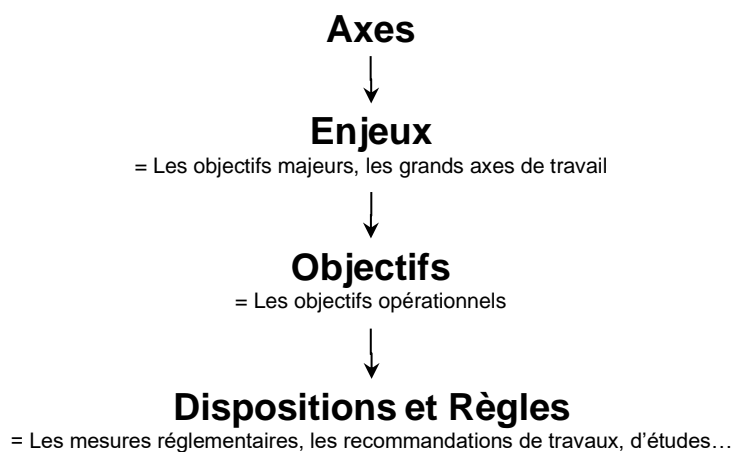 Axes
Enjeux
= Les objectifs majeurs, les grands axes de travail
Objectifs
= Les objectifs opérationnels
Dispositions et Règles
= Les mesures réglementaires, les recommandations de travaux, d’études…